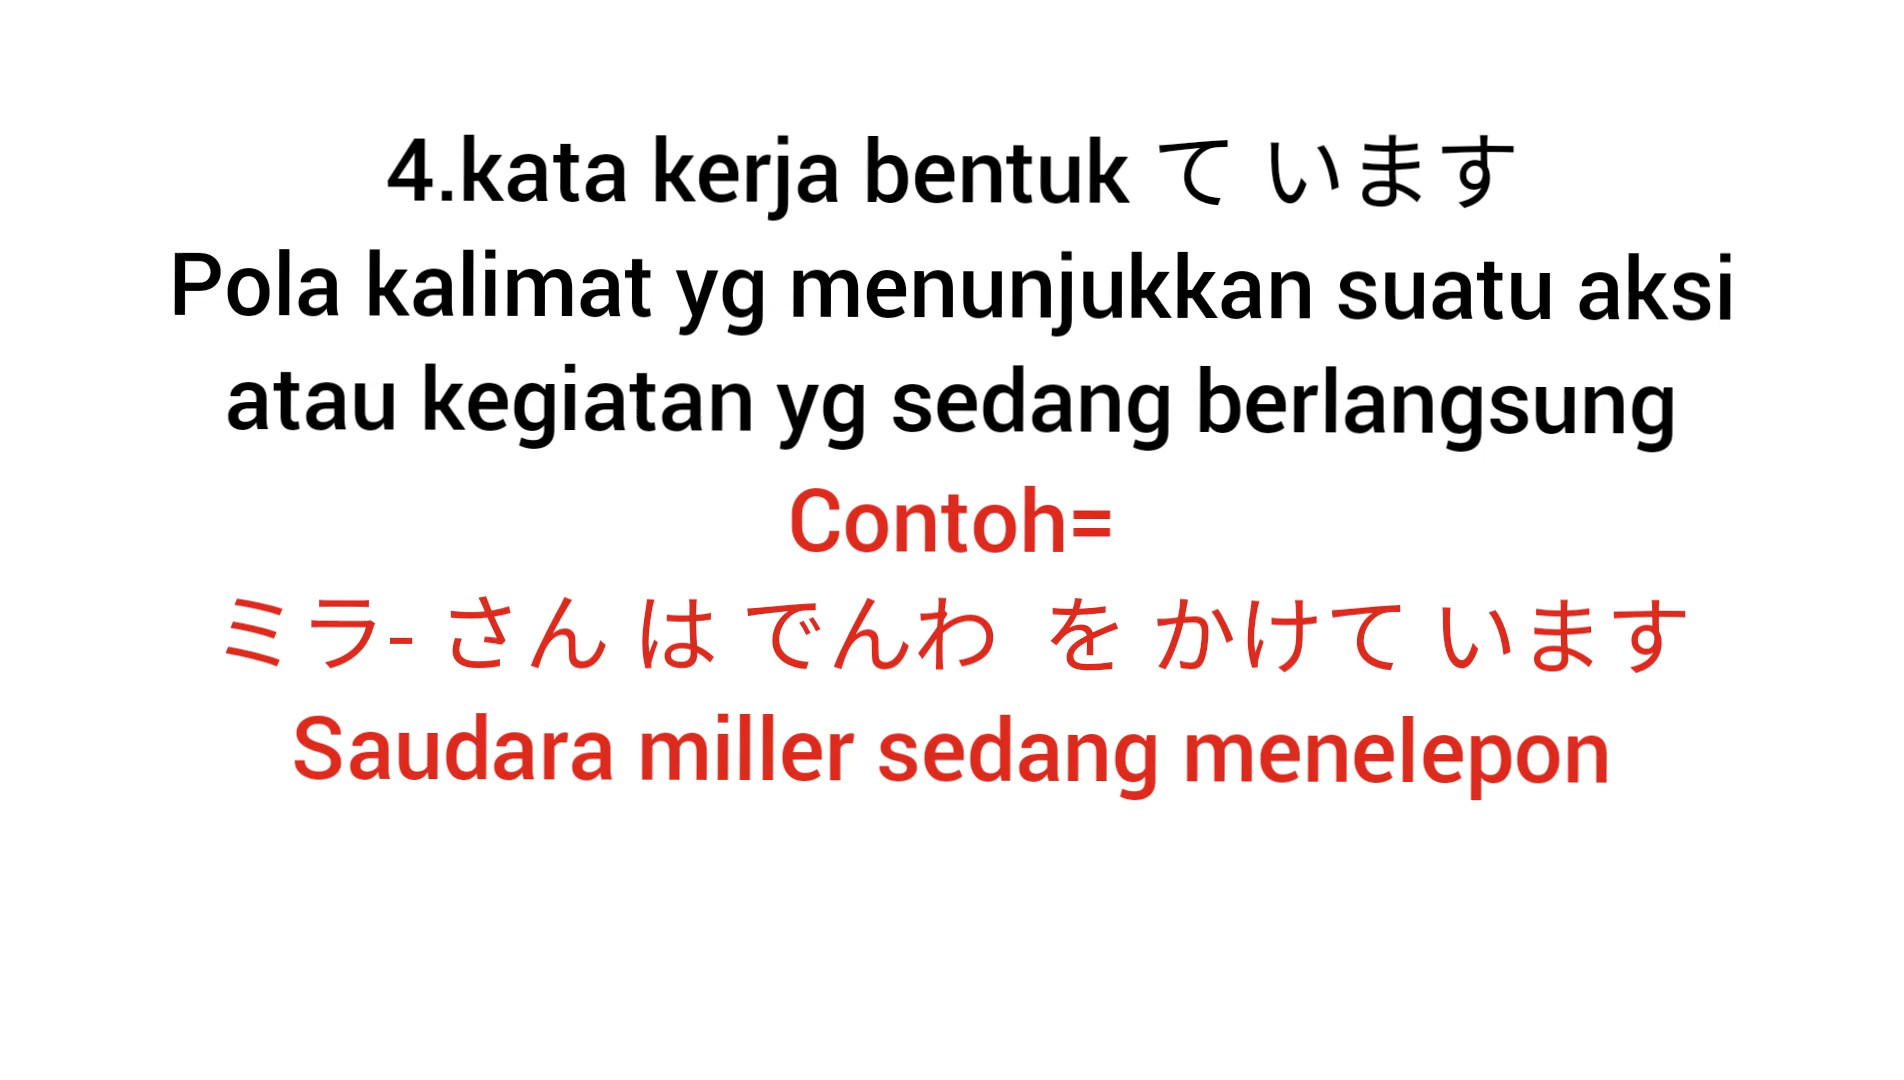 4.kata kerja bentuk て います
Pola kalimat yg menunjukkan suatu aksi
atau kegiatan yg sedang berlangsung
Contoh=
ミラ- さん は でんわ を かけて います
Saudara miller sedang menelepon